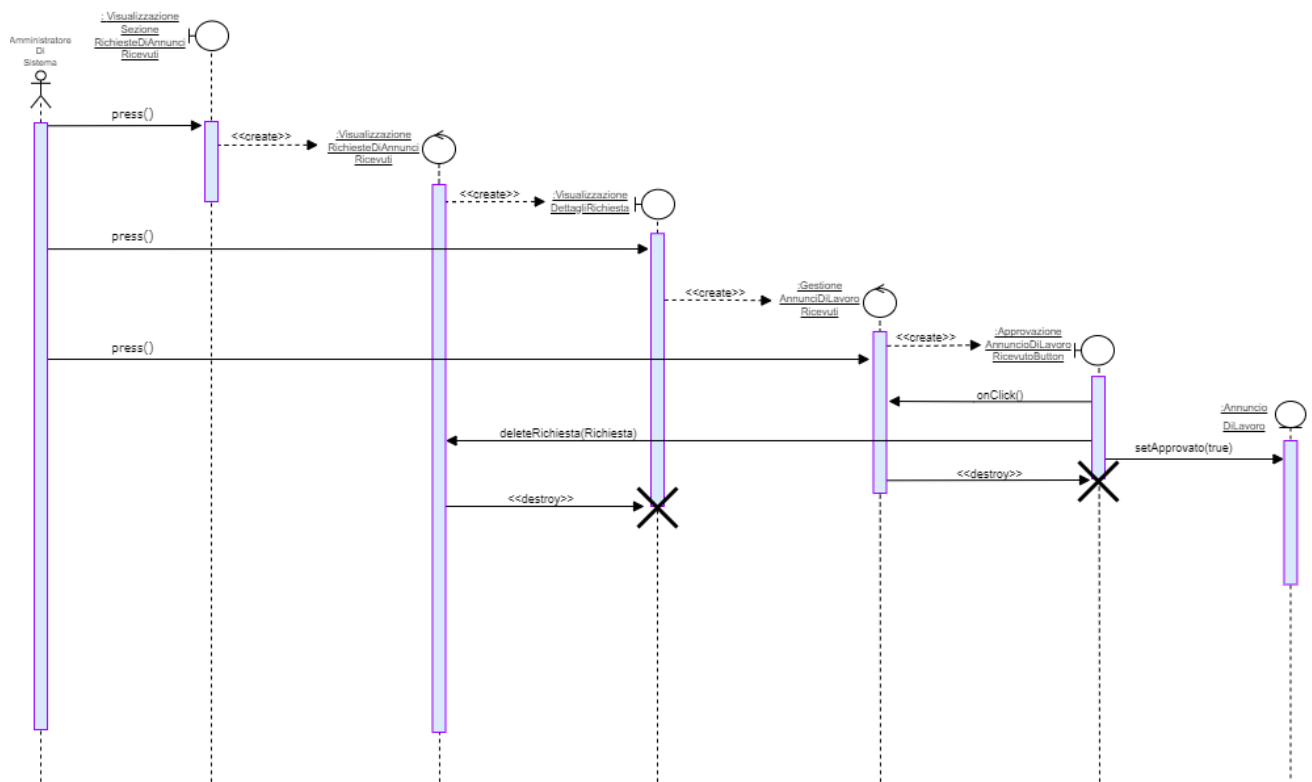 : Visualizzazione
Sezione
RichiesteDiAnnunci
Ricevuti
Amministratore
Di
Sistema
press()
<<create>>
:Visualizzazione
RichiesteDiAnnunci
Ricevuti
<<create>>
:Visualizzazione
DettagliRichiesta
press()
<<create>>
:Gestione
AnnunciDiLavoro
Ricevuti
press()
<<create>>
:Approvazione
AnnuncioDiLavoro
RicevutoButton
onClick()
:Annuncio
DiLavoro
deleteRichiesta(Richiesta)
setApprovato(true)
<<destroy>>
<<destroy>>